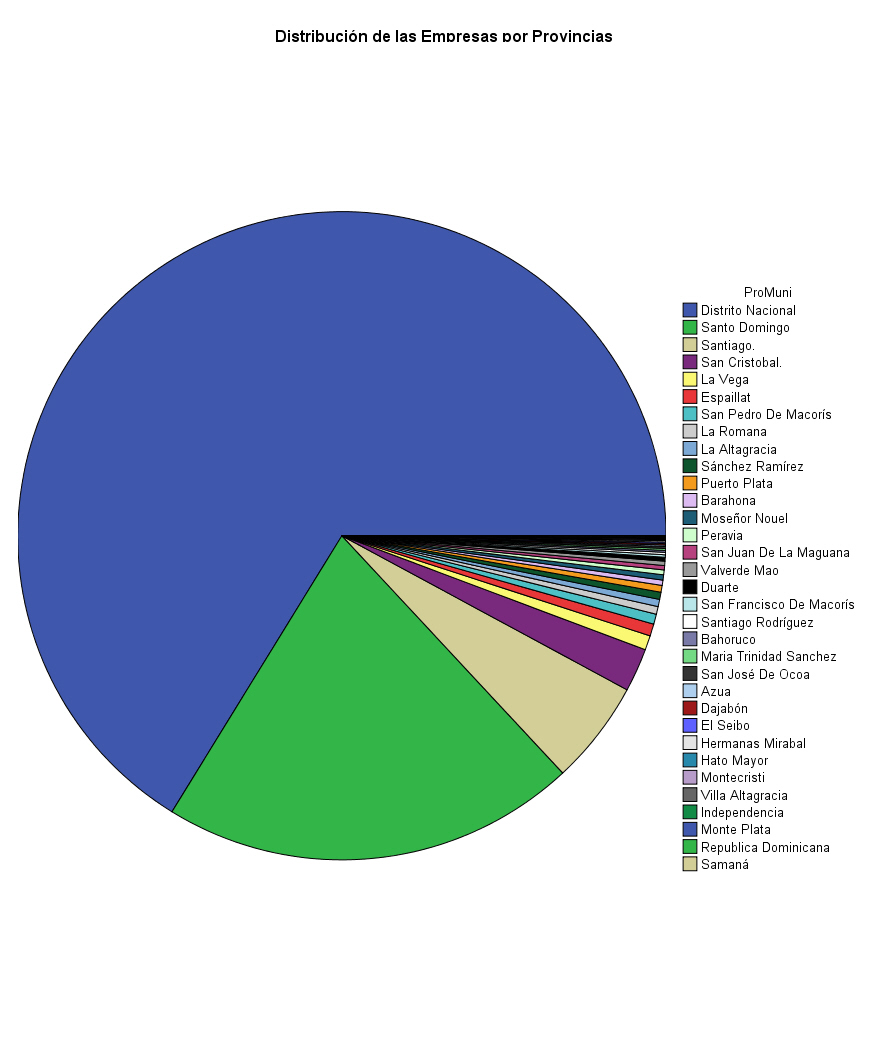 Distribución de las Empresas por Provincias
ProMuni
Distrito Nacional
Santo Domingo
Santiago.
San Cristobal.
La Vega
Espaillat
San Pedro De Macorís
La Romana
La Altagracia
Sánchez Ramírez
Puerto Plata
Barahona
Moseñor Nouel
Peravia
San Juan De La Maguana
Valverde Mao
Duarte
San Francisco De Macorís
Santiago Rodríguez
Bahoruco
Maria Trinidad Sanchez
San José De Ocoa
Azua
Dajabón
El Seibo
Hermanas Mirabal
Hato Mayor
Montecristi
Villa Altagracia
Independencia
Monte Plata
Republica Dominicana
Samaná